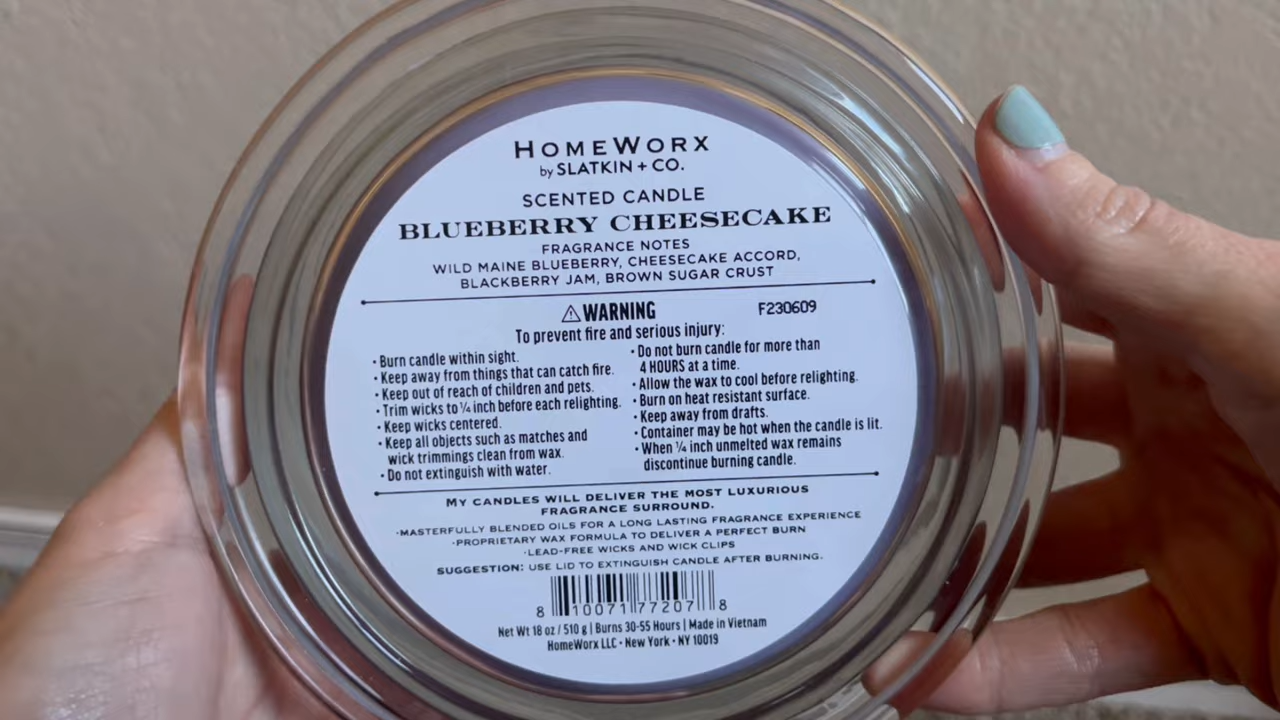 HOMEWORX
by SLATKIN + CO.
SCENTED CANDLE
BLUEBERRY CHEESECAKE
FRAGRANCE NOTES
WILD MAINE BLUEBERRY, CHEESECAKE ACCORD,
BLACKBERRY JAM, BROWN SUGAR CRUST
⚠WARNING
F230609
To prevent fire and serious injury:
• Burn candle within sight.
• Keep away from things that can catch fire.
• Keep out of reach of children and pets.
• Trim wicks to ¼ inch before each relighting.
• Keep wicks centered.
• Keep all objects such as matches and
wick trimmings clean from wax.
• Do not extinguish with water.
• Do not burn candle for more than
4 HOURS at a time.
• Allow the wax to cool before relighting.
• Burn on heat resistant surface.
• Keep away from drafts.
• Container may be hot when the candle is lit.
• When ¼ inch unmelted wax remains
discontinue burning candle.
MY CANDLES WILL DELIVER THE MOST LUXURIOUS
FRAGRANCE SURROUND.
•MASTERFULLY BLENDED OILS FOR A LONG LASTING FRAGRANCE EXPERIENCE
•PROPRIETARY WAX FORMULA TO DELIVER A PERFECT BURN
•LEAD-FREE WICKS AND WICK CLIPS
SUGGESTION: USE LID TO EXTINGUISH CANDLE AFTER BURNING.
8 10071 77207 8
Net Wt 18 oz / 510 g | Burns 30-55 Hours | Made in Vietnam
HomeWorx LLC • New York • NY 10019